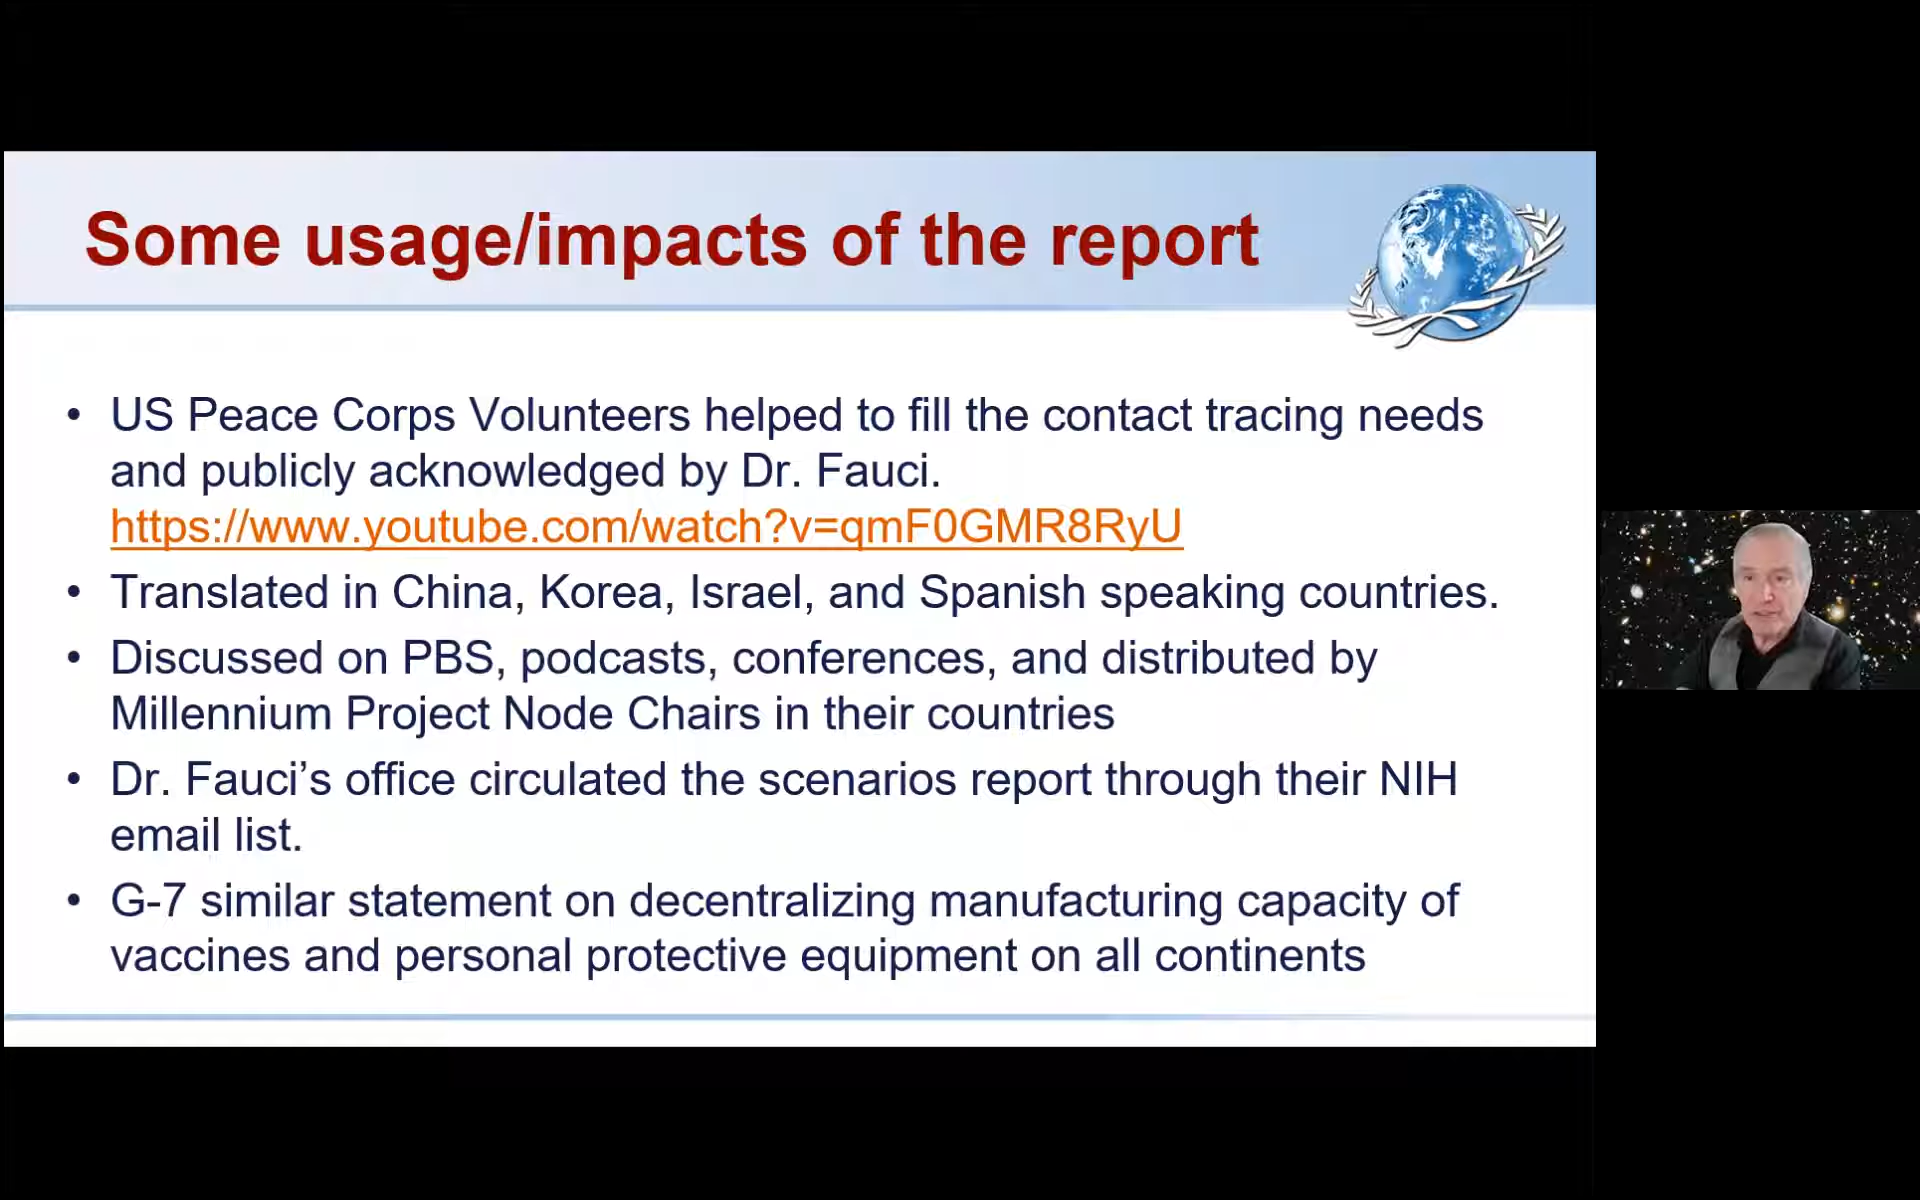 Some usage/impacts of the report
• US Peace Corps Volunteers helped to fill the contact tracing needs
and publicly acknowledged by Dr. Fauci.
https://www.youtube.com/watch?v=qmF0GMR8RyU
• Translated in China, Korea, Israel, and Spanish speaking countries.
• Discussed on PBS, podcasts, conferences, and distributed by
Millennium Project Node Chairs in their countries
• Dr. Fauci’s office circulated the scenarios report through their NIH
email list.
• G-7 similar statement on decentralizing manufacturing capacity of
vaccines and personal protective equipment on all continents